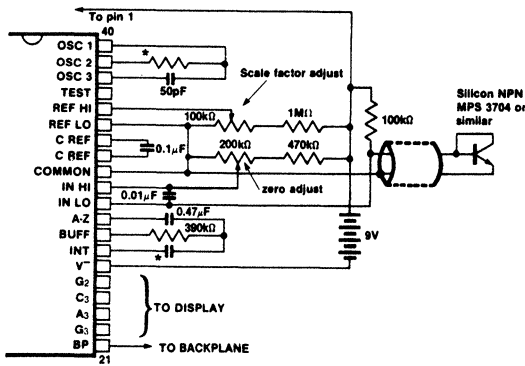 To pin 1
40
OSC 1
OSC 2
*
OSC 3
50pF
TEST
Scale factor adjust
REF HI
REF LO
100kΩ
1MΩ
100kΩ
Silicon NPN
MPS 3704 or
similar
C REF
0.1μF
C REF
200kΩ
470kΩ
COMMON
IN HI
0.01μF
zero adjust
IN LO
0.47μF
A-Z
BUFF
390kΩ
INT
*
9V
V−
G2
C3
TO DISPLAY
A3
G3
BP
TO BACKPLANE
21